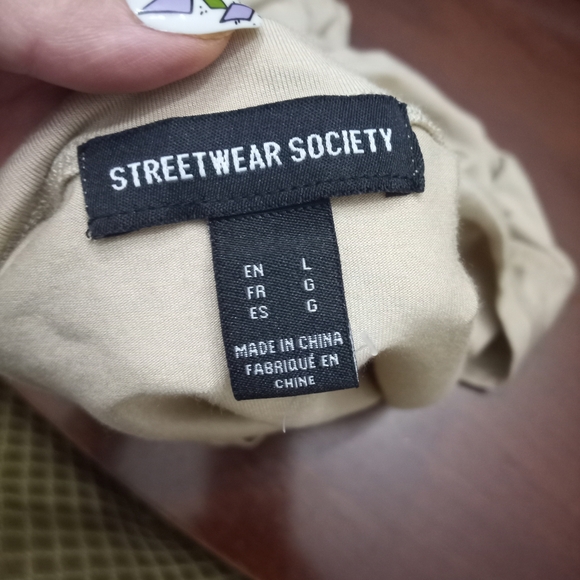 STREETWEAR SOCIETY
EN L
FR G
ES G
MADE IN CHINA
FABRIQUÉ EN
CHINE